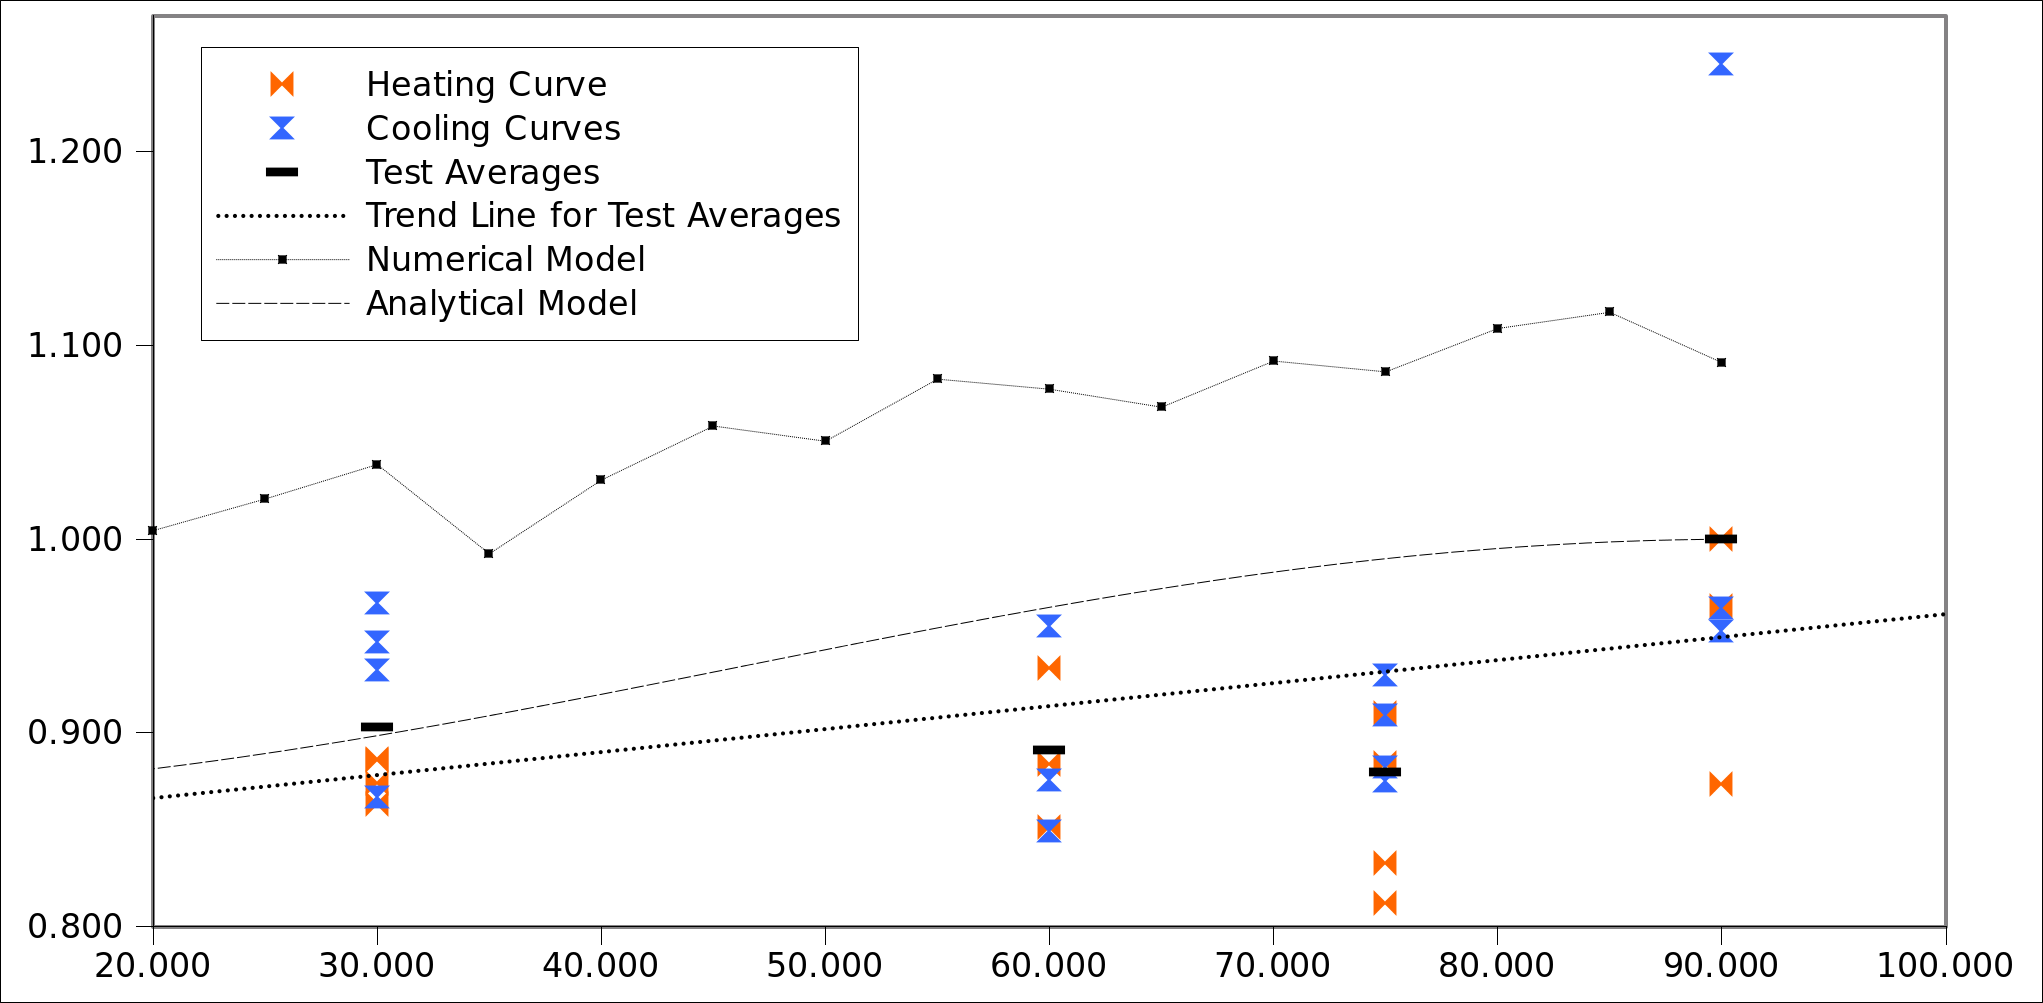 Heating Curve
Cooling Curves
Test Averages
Trend Line for Test Averages
Numerical Model
Analytical Model
1.200
1.100
1.000
0.900
0.800
20.000 30.000 40.000 50.000 60.000 70.000 80.000 90.000 100.000